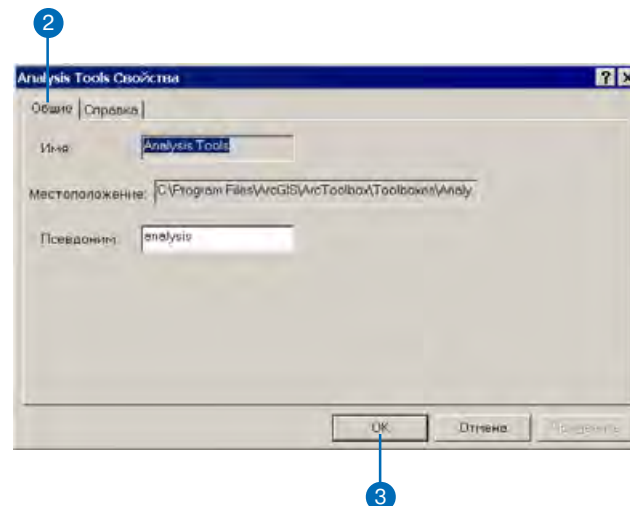 2
Analysis Tools Свойства
Общие Справка
Имя: Analysis Tools
Местоположение: C:\Program Files\ArcGIS\ArcToolbox\Toolboxes\Analy
Псевдоним: analysis
OK Отмена Применить
3